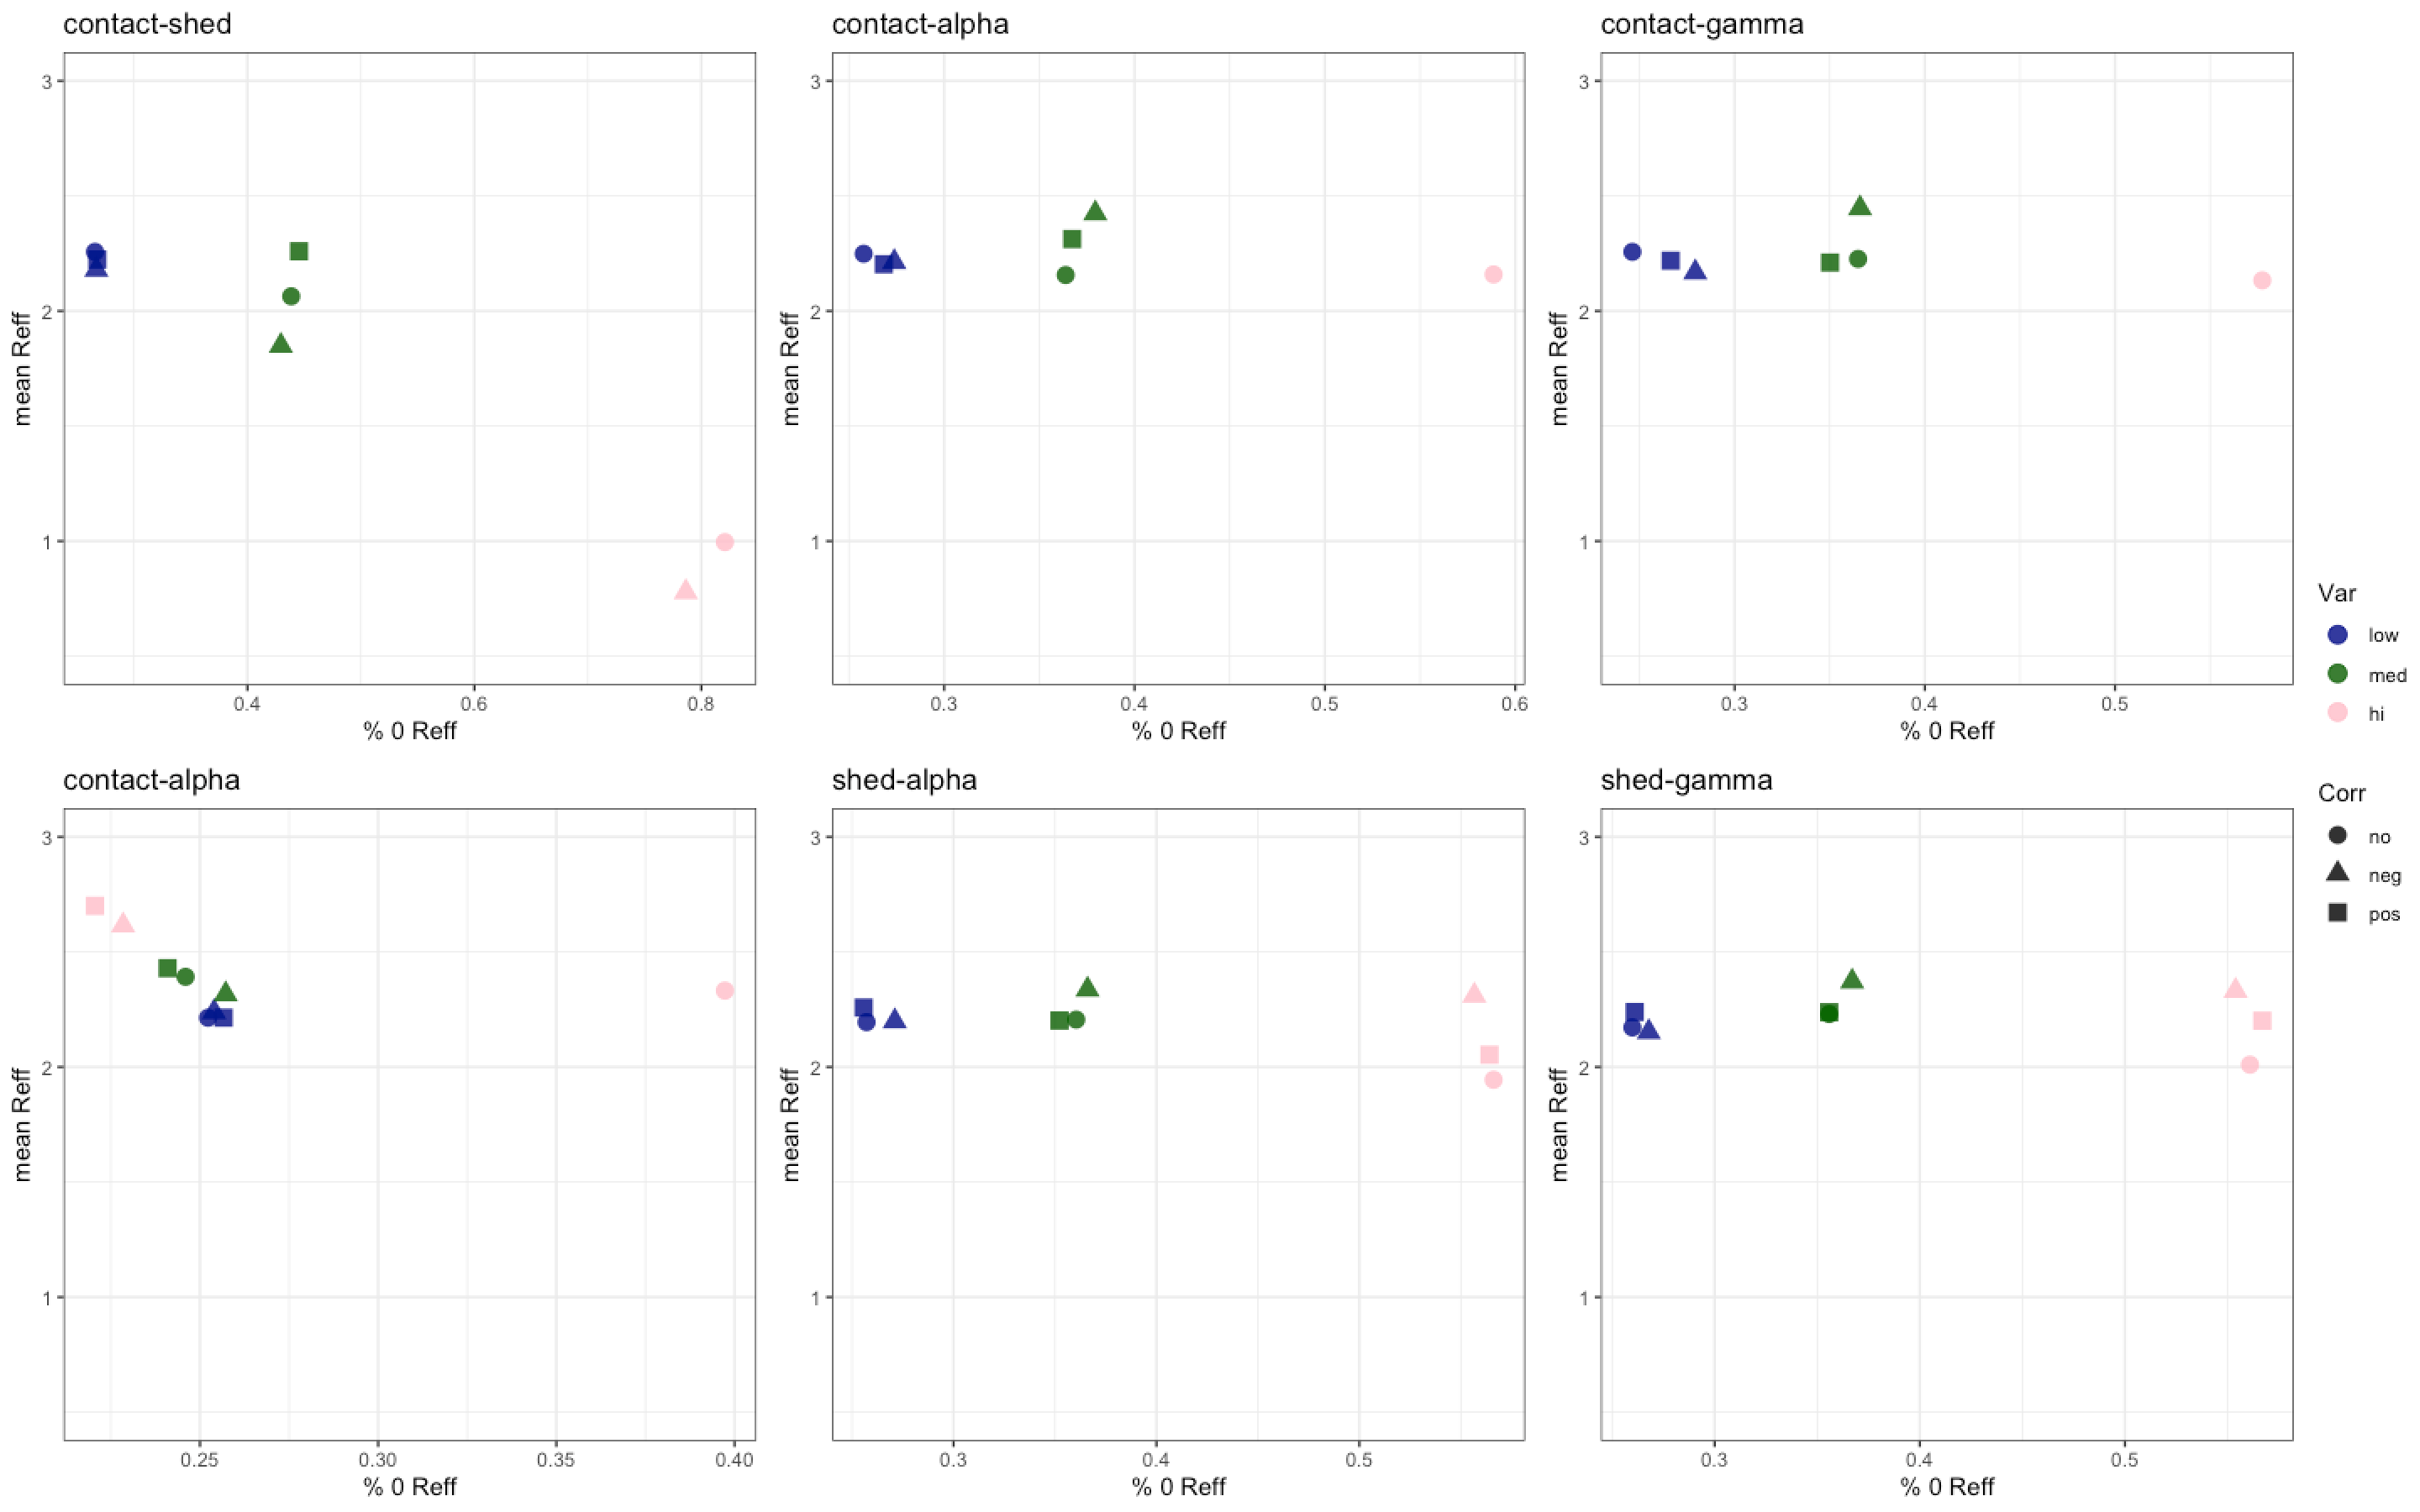 contact-shed
contact-alpha
contact-gamma
3
2
1
mean Reff
0.4
0.6
0.8
% 0 Reff
3
2
1
mean Reff
0.3
0.4
0.5
0.6
% 0 Reff
3
2
1
mean Reff
0.3
0.4
0.5
% 0 Reff
Var
low
med
hi
contact-alpha
shed-alpha
shed-gamma
3
2
1
mean Reff
0.25
0.30
0.35
0.40
% 0 Reff
3
2
1
mean Reff
0.3
0.4
0.5
% 0 Reff
3
2
1
mean Reff
0.3
0.4
0.5
% 0 Reff
Corr
no
neg
pos